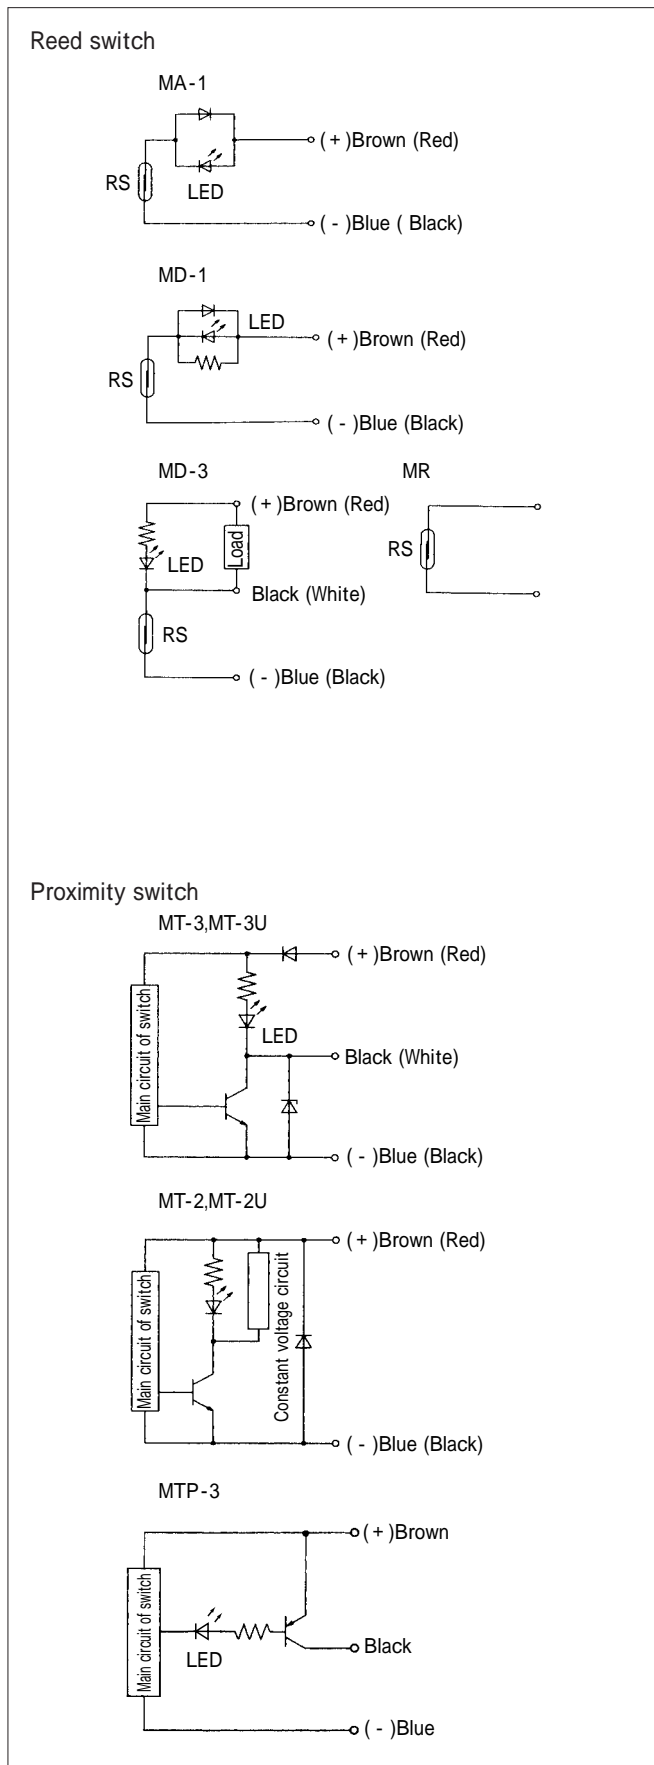 Reed switch
MA-1
(+)Brown (Red)
RS
LED
(-)Blue ( Black)
MD-1
LED
(+)Brown (Red)
RS
(-)Blue (Black)
MD-3
(+)Brown (Red)
LED
Load
Black (White)
RS
(-)Blue (Black)
MR
RS
Proximity switch
MT-3,MT-3U
(+)Brown (Red)
Main circuit of switch
LED
Black (White)
(-)Blue (Black)
MT-2,MT-2U
(+)Brown (Red)
Main circuit of switch
Constant voltage circuit
(-)Blue (Black)
MTP-3
(+)Brown
Main circuit of switch
LED
Black
(-)Blue